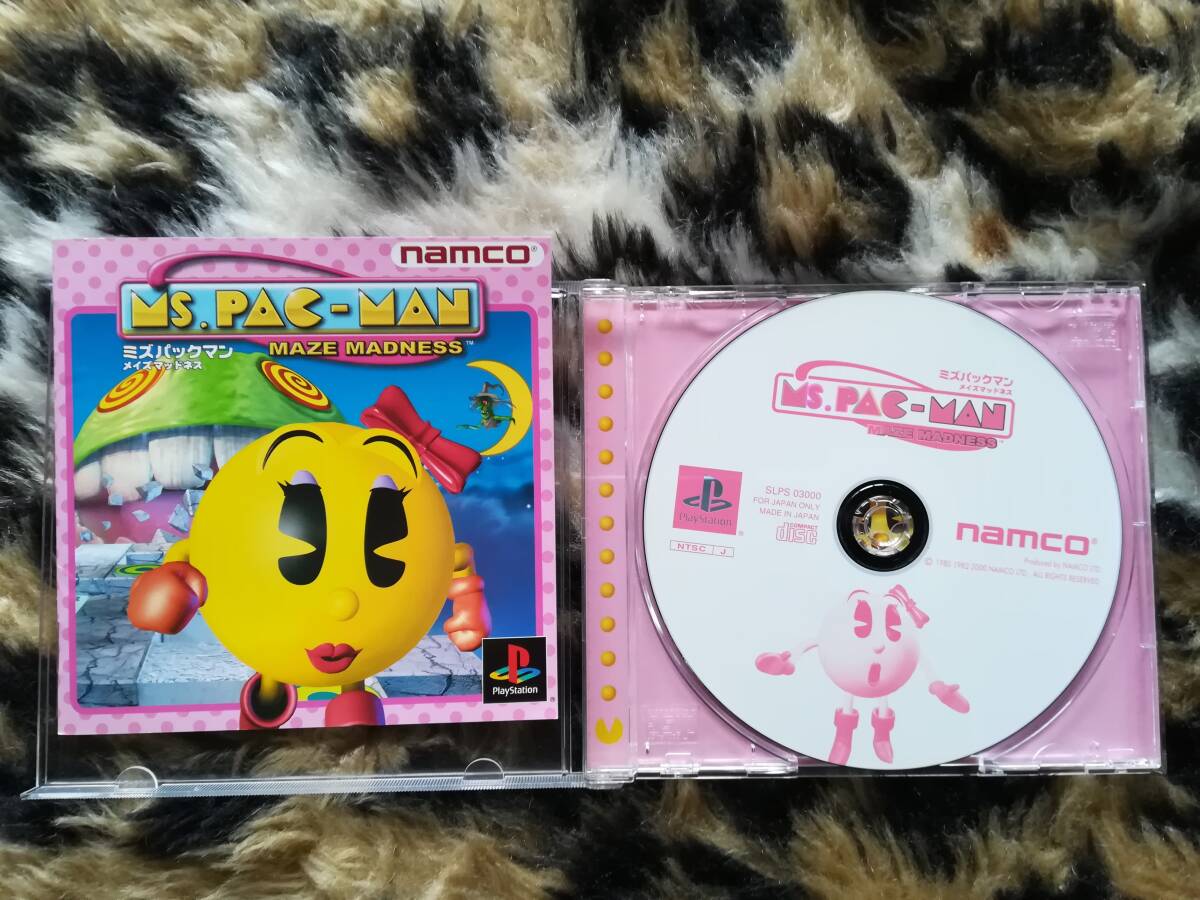 namco®
MS. PAC-MAN
MAZE MADNESS™
ミズパックマン
メイズマッドネス
PlayStation
®
ミズパックマン
メイズマッドネス
MS. PAC-MAN
MAZE MADNESS™
SLPS 03000
FOR JAPAN ONLY
MADE IN JAPAN
PlayStation
®
COMPACT
disc
NTSC J
namco®
Produced by NAMCO LTD.
© 1980 1982 2000 NAMCO LTD., ALL RIGHTS RESERVED